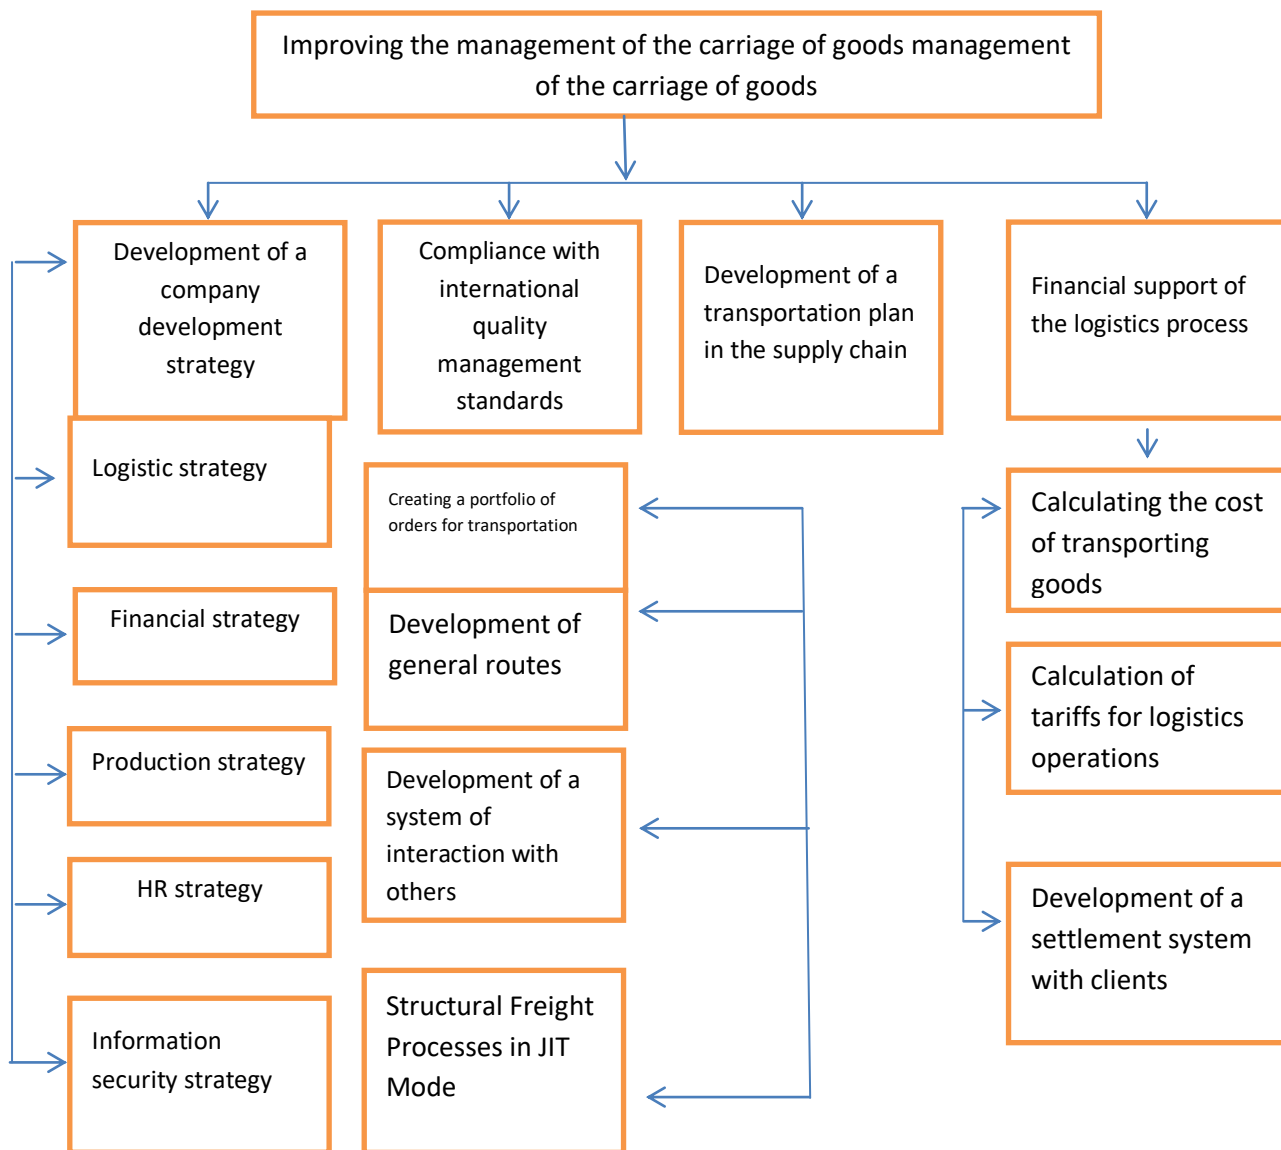 Improving the management of the carriage of goods management
of the carriage of goods
Development of a
company
development
strategy
Compliance with
international
quality
management
standards
Development of a
transportation plan
in the supply chain
Financial support of
the logistics process
Logistic strategy
Financial strategy
Production strategy
HR strategy
Information
security strategy
Creating a portfolio of
orders for transportation
Development of
general routes
Development of a
system of
interaction with
others
Structural Freight
Processes in JIT
Mode
Calculating the cost
of transporting
goods
Calculation of
tariffs for logistics
operations
Development of a
settlement system
with clients